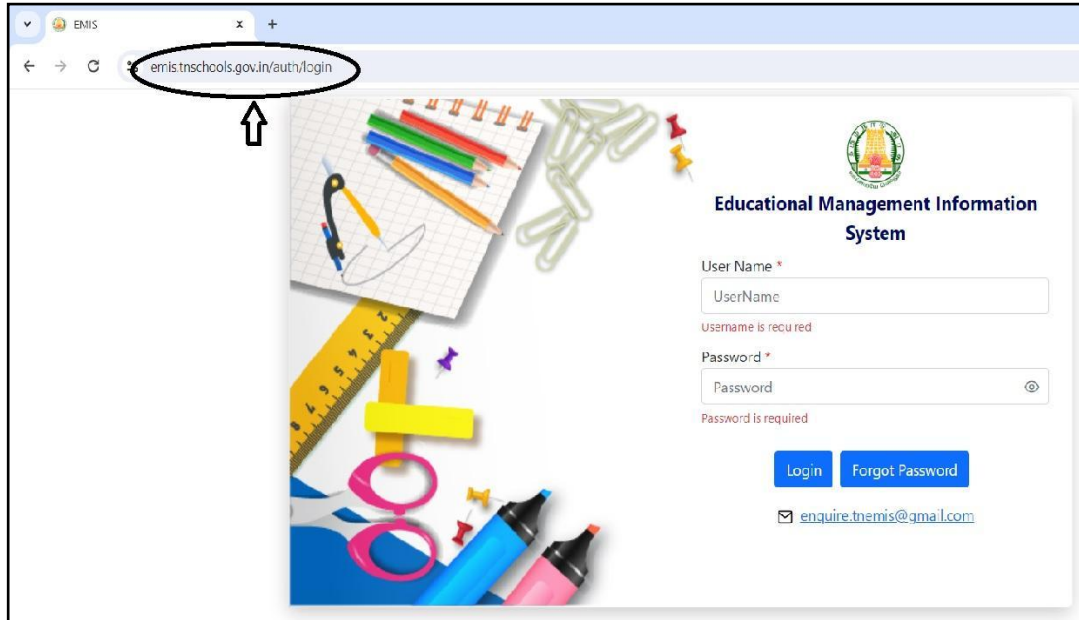 EMIS
emis.tnschools.gov.in/auth/login
Educational Management Information
System
User Name *
UserName
Username is required
Password *
Password
Password is required
Login Forgot Password
enquire.tnemis@gmail.com